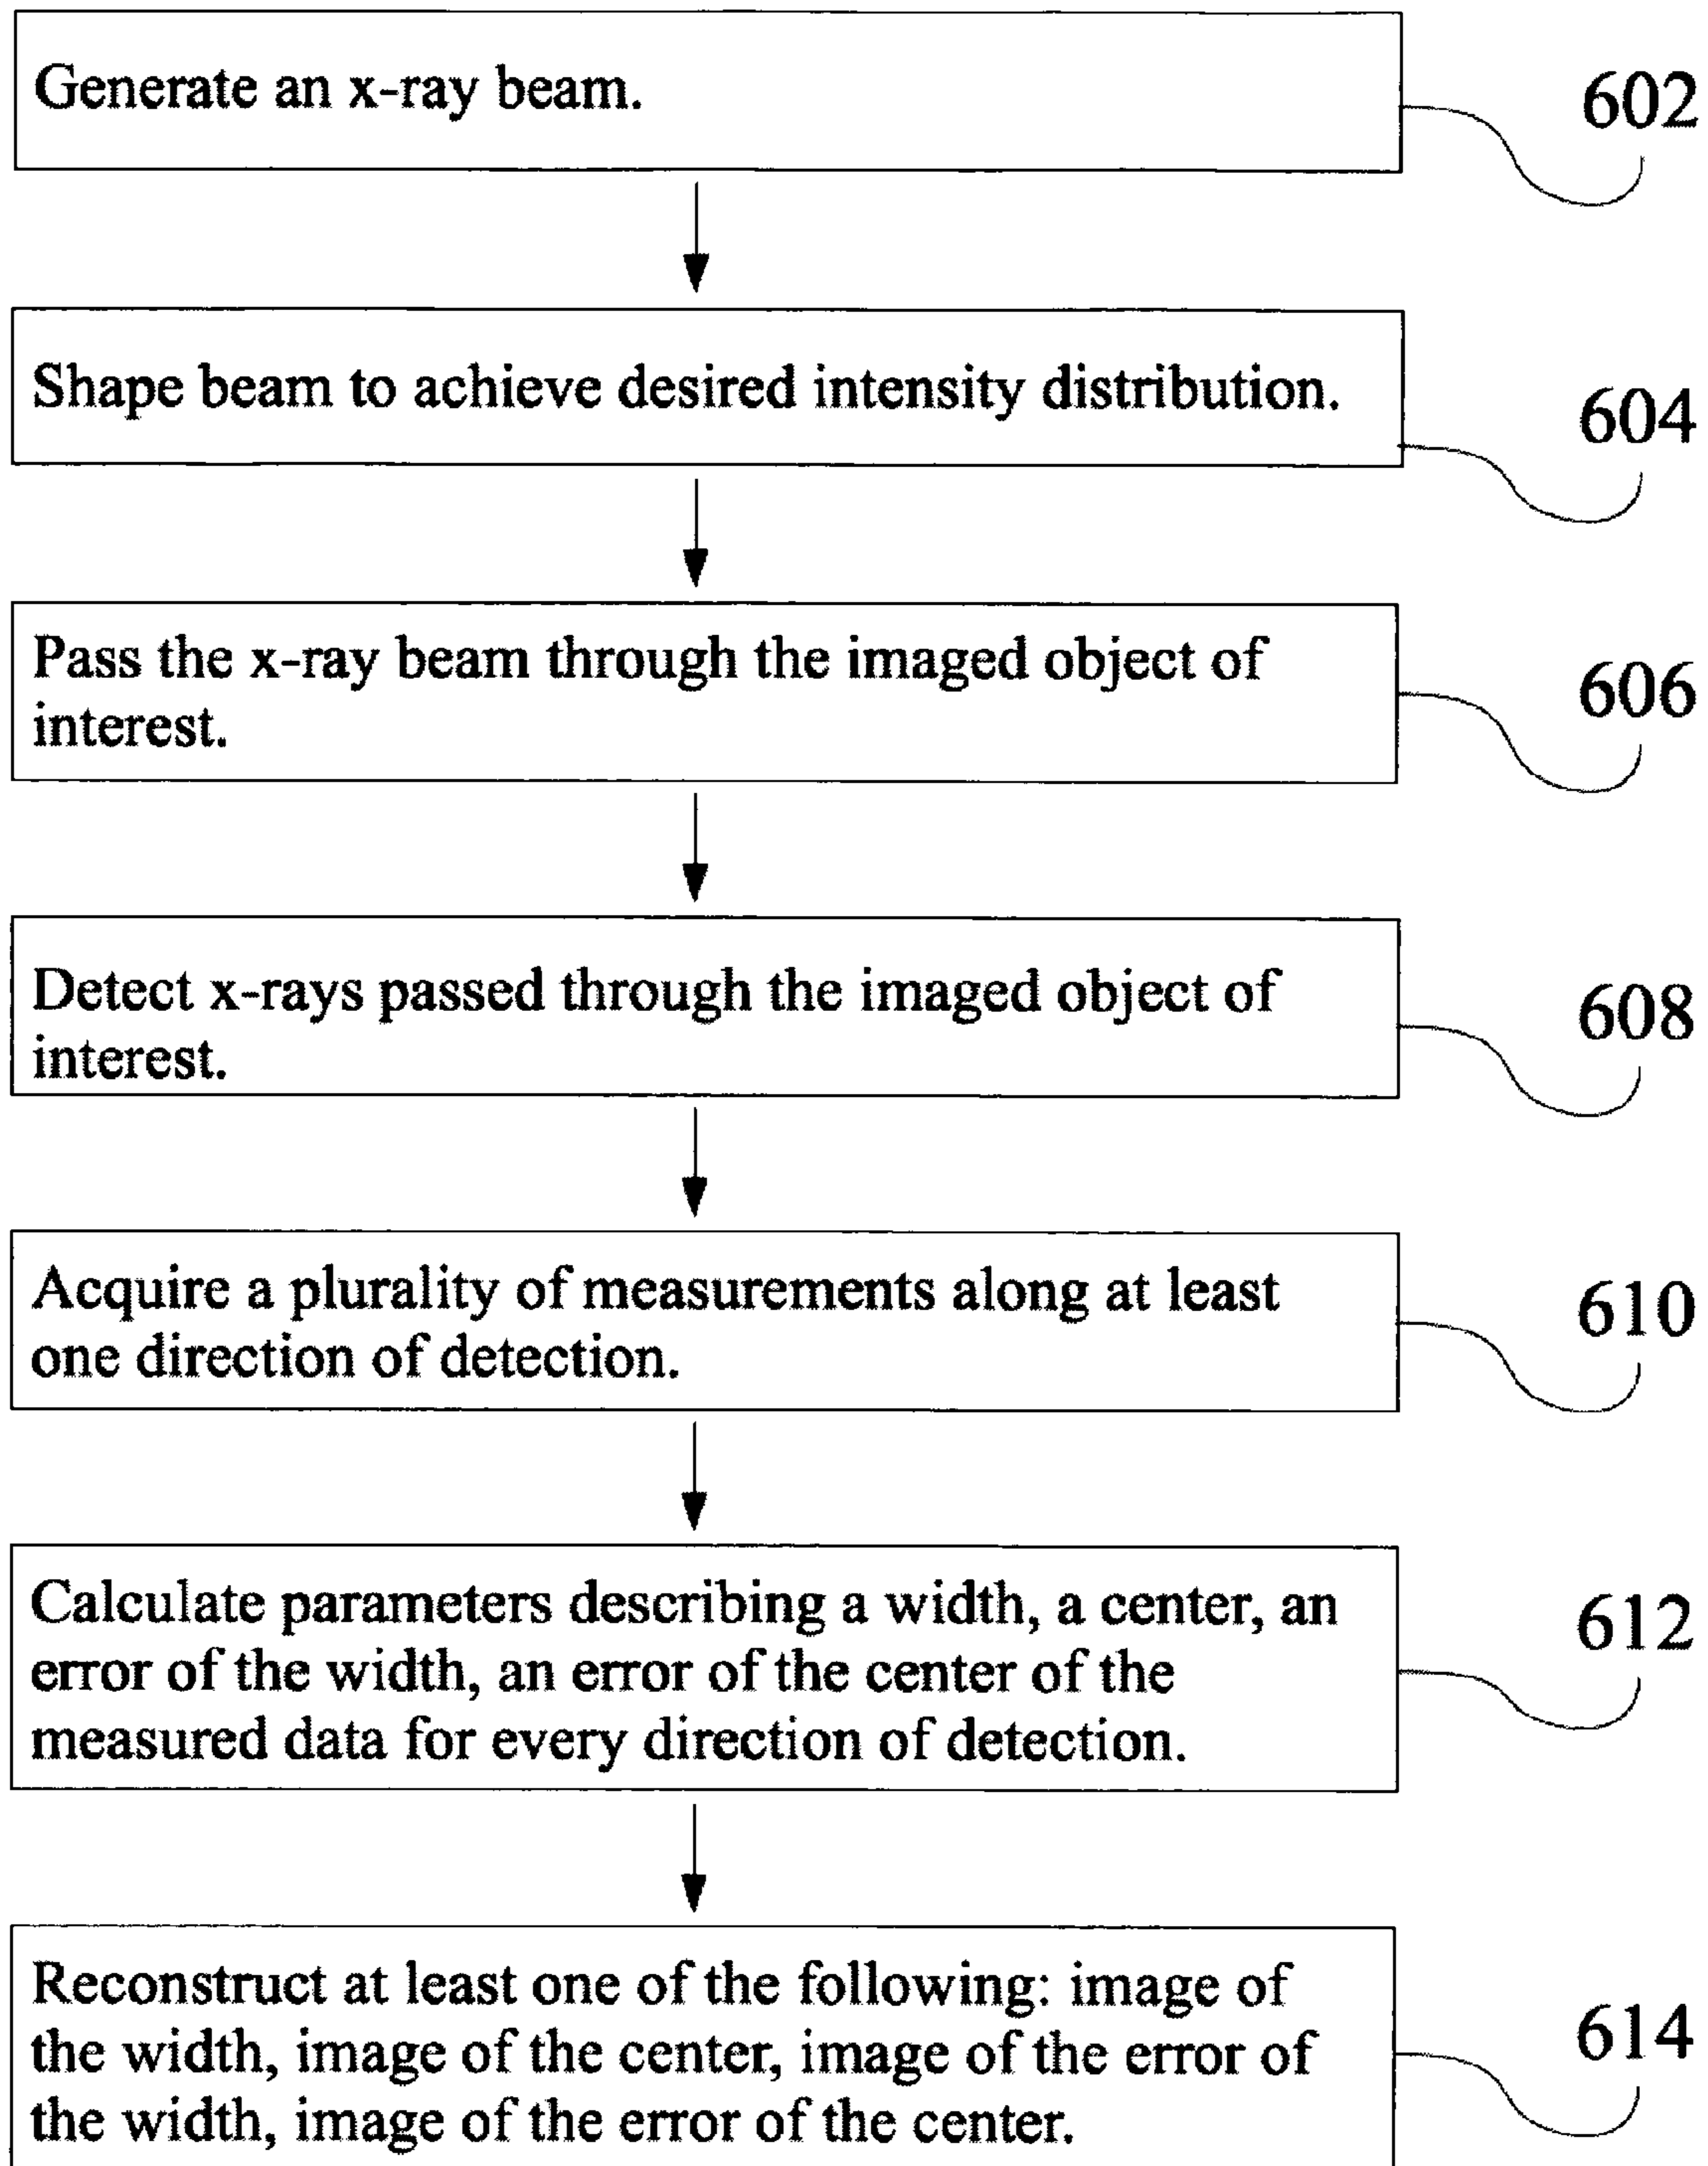 Generate an x-ray beam.
602
Shape beam to achieve desired intensity distribution.
604
Pass the x-ray beam through the imaged object of
interest.
606
Detect x-rays passed through the imaged object of
interest.
608
Acquire a plurality of measurements along at least
one direction of detection.
610
Calculate parameters describing a width, a center, an
error of the width, an error of the center of the
measured data for every direction of detection.
612
Reconstruct at least one of the following: image of
the width, image of the center, image of the error of
the width, image of the error of the center.
614